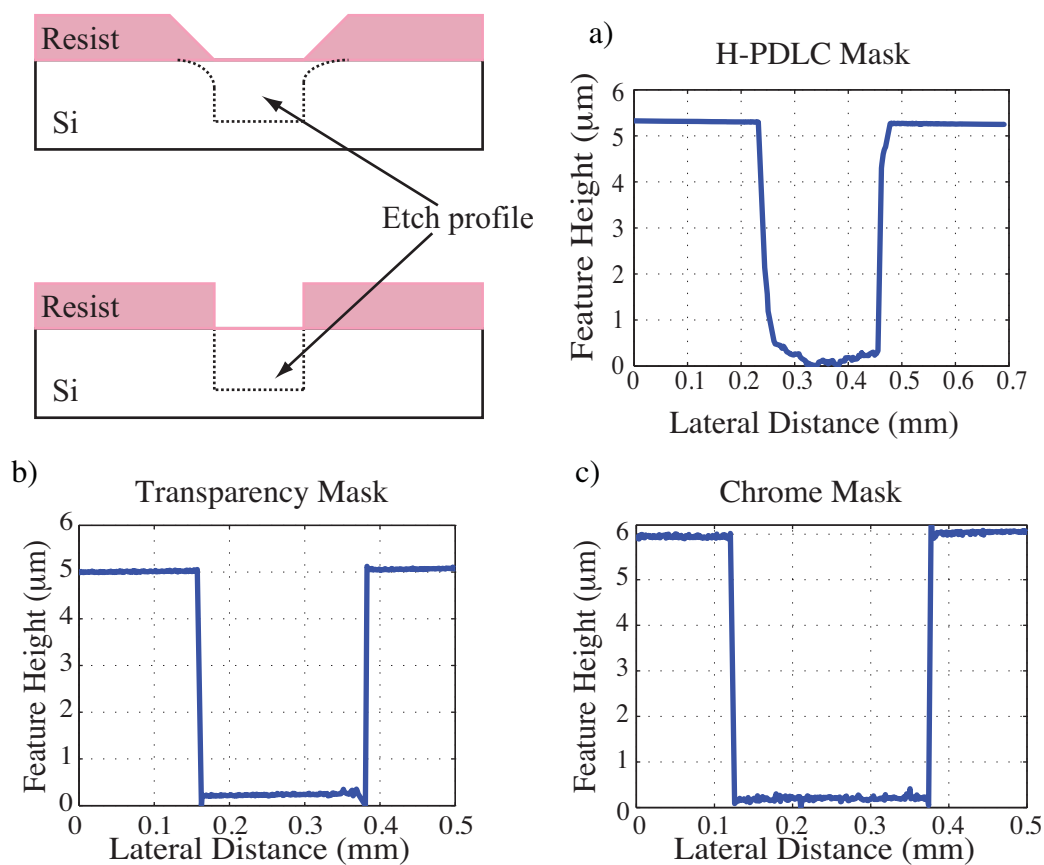 Resist
Si
Etch profile
Resist
Si
a)
H-PDLC Mask
Feature Height (μm)
6
5
4
3
2
1
0
0 0.1 0.2 0.3 0.4 0.5 0.6 0.7
Lateral Distance (mm)
b)
Transparency Mask
Feature Height (μm)
6
5
4
3
2
1
0
0 0.1 0.2 0.3 0.4 0.5
Lateral Distance (mm)
c)
Chrome Mask
Feature Height (μm)
6
5
4
3
2
1
0
0 0.1 0.2 0.3 0.4 0.5
Lateral Distance (mm)